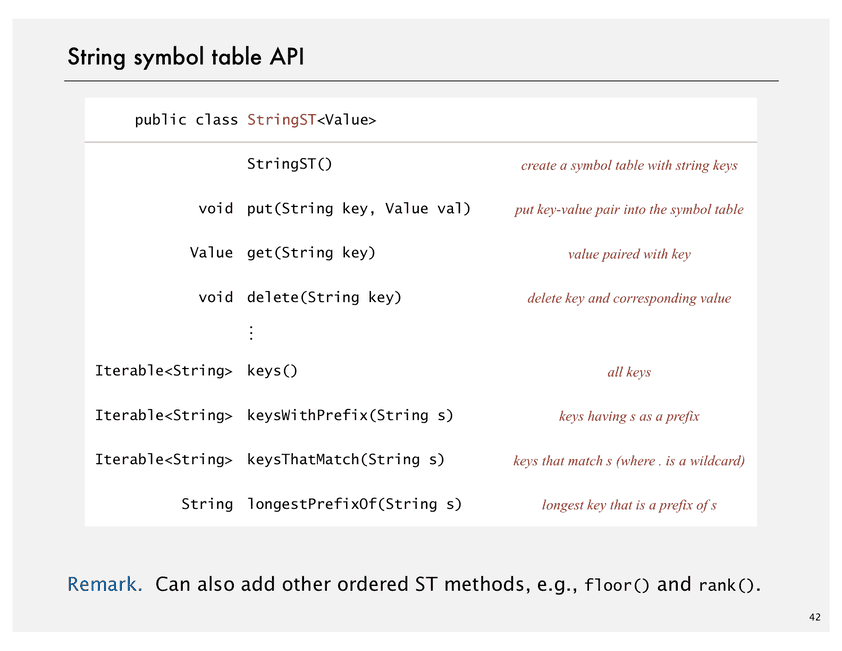 String symbol table API
public class StringST<Value>
StringST() create a symbol table with string keys
void put(String key, Value val) put key-value pair into the symbol table
Value get(String key) value paired with key
void delete(String key) delete key and corresponding value
⋮
Iterable<String> keys() all keys
Iterable<String> keysWithPrefix(String s) keys having s as a prefix
Iterable<String> keysThatMatch(String s) keys that match s (where . is a wildcard)
String longestPrefixOf(String s) longest key that is a prefix of s
Remark. Can also add other ordered ST methods, e.g., floor() and rank().
42